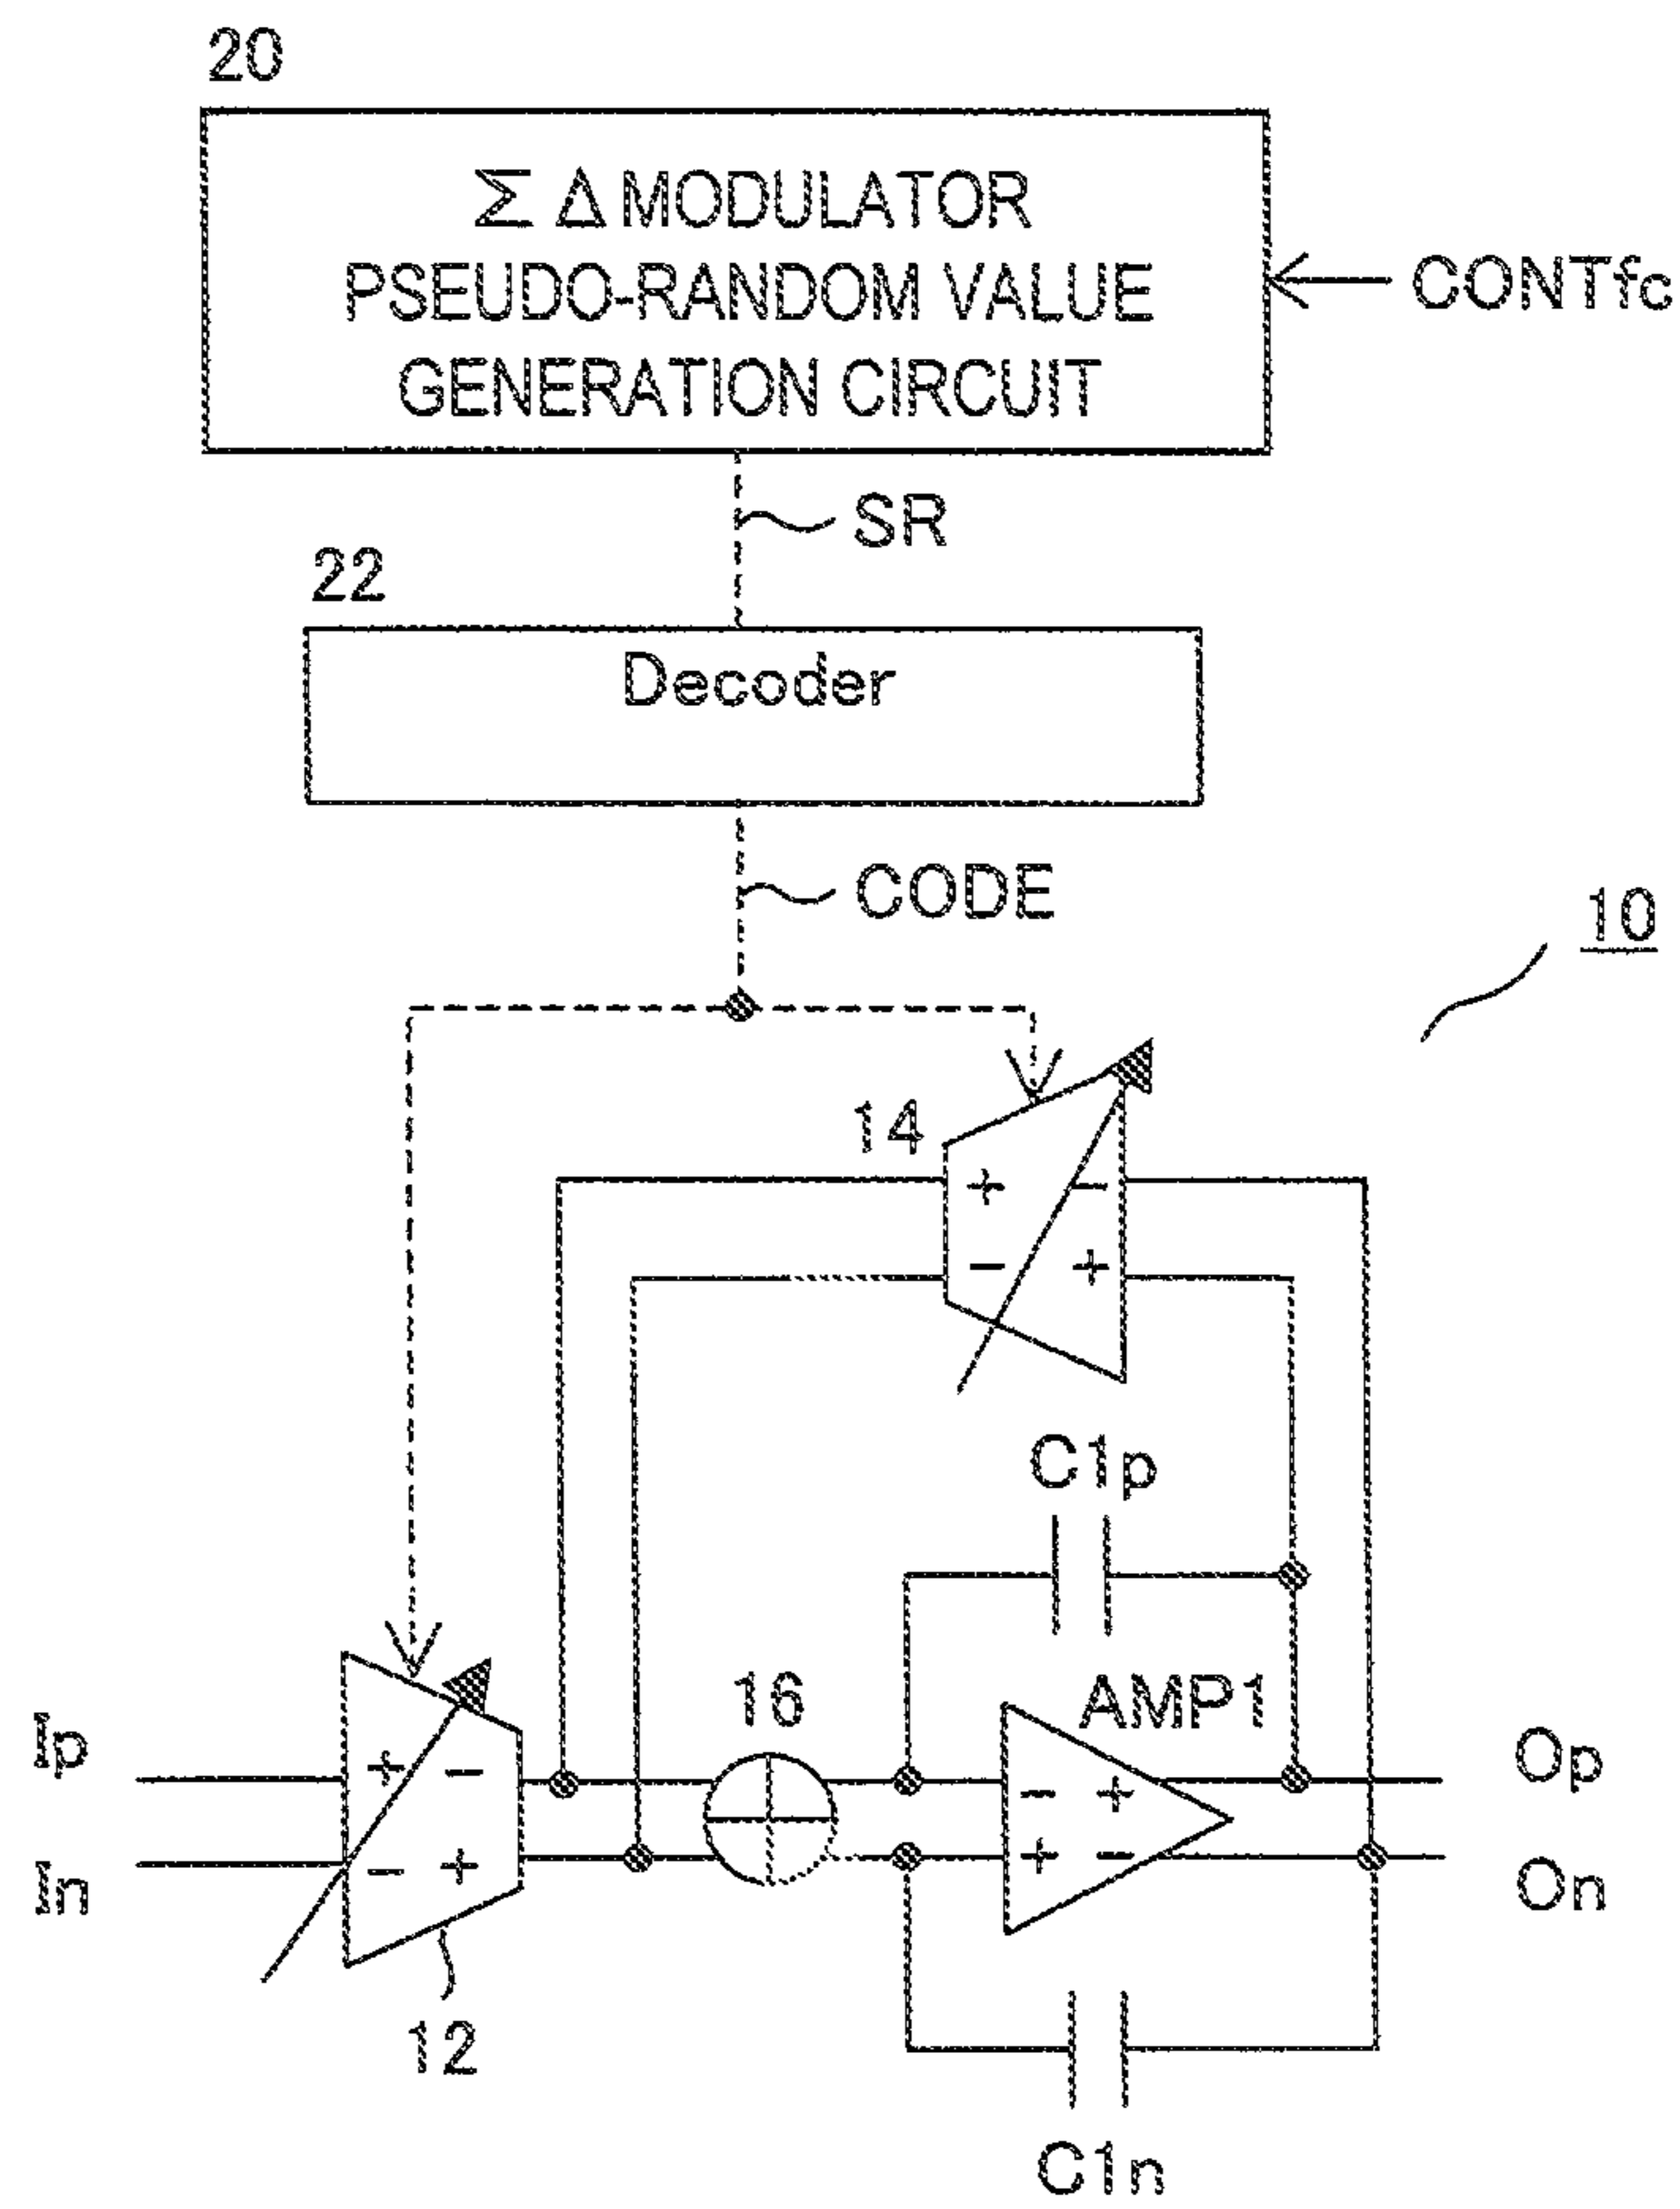 20
Σ Δ MODULATOR
PSEUDO-RANDOM VALUE
GENERATION CIRCUIT
CONTfc
SR
22
Decoder
CODE
10
14
+ −
− +
C1p
16
AMP1
Ip
+ −
− +
Op
In
− +
+ −
On
12
C1n